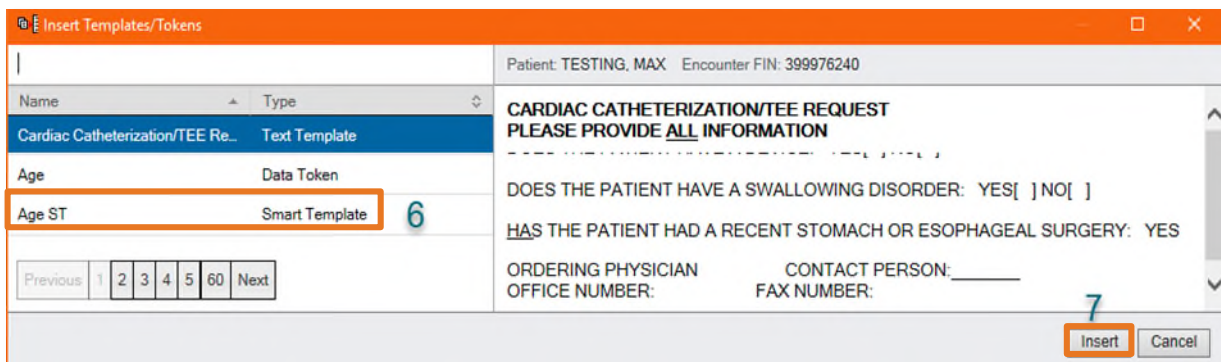 Insert Templates/Tokens
Patient: TESTING, MAX Encounter FIN: 399976240
Name Type
Cardiac Catheterization/TEE Re... Text Template
Age Data Token
Age ST Smart Template 6
Previous 1 2 3 4 5 60 Next
CARDIAC CATHETERIZATION/TEE REQUEST
PLEASE PROVIDE ALL INFORMATION
DOES THE PATIENT HAVE A SWALLOWING DISORDER: YES[ ] NO[ ]
HAS THE PATIENT HAD A RECENT STOMACH OR ESOPHAGEAL SURGERY: YES
ORDERING PHYSICIAN CONTACT PERSON:_______
OFFICE NUMBER: FAX NUMBER:
7
Insert Cancel